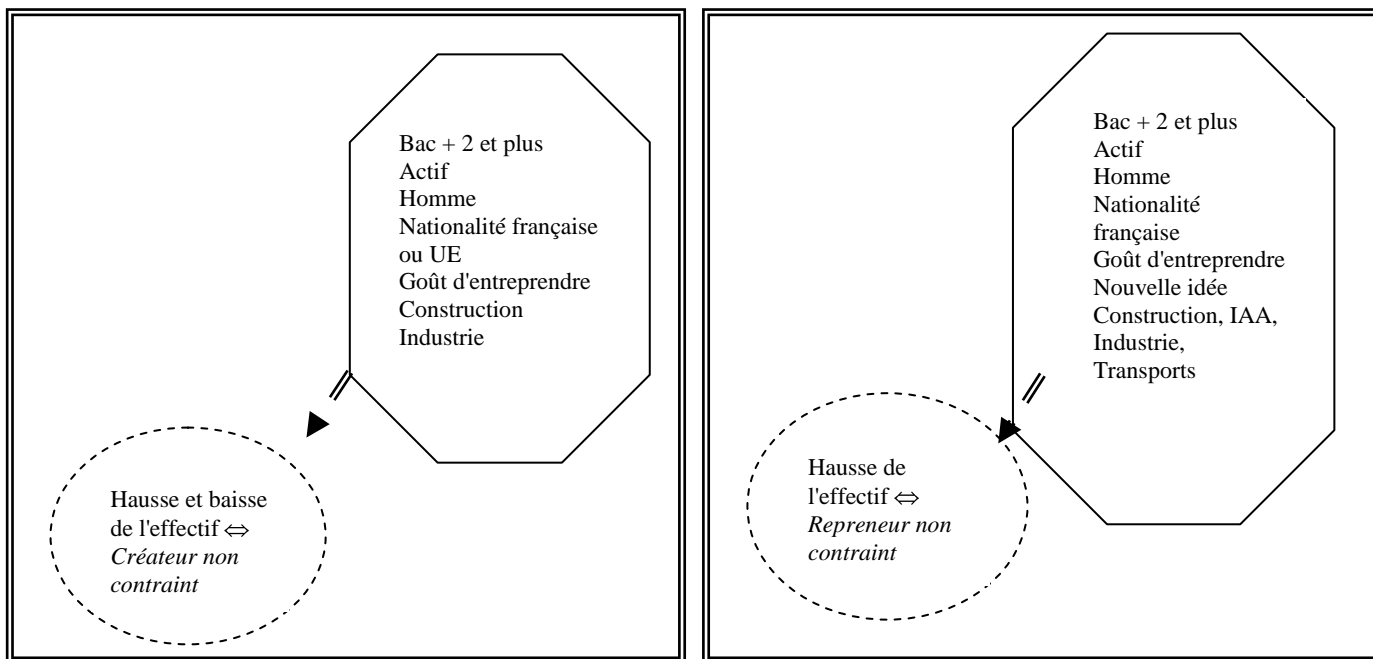 Bac + 2 et plus
Actif
Homme
Nationalité française
ou UE
Goût d'entreprendre
Construction
Industrie
Hausse et baisse
de l'effectif ⇔
Créateur non
contraint
Bac + 2 et plus
Actif
Homme
Nationalité
française
Goût d'entreprendre
Nouvelle idée
Construction, IAA,
Industrie,
Transports
Hausse de
l'effectif ⇔
Repreneur non
contraint